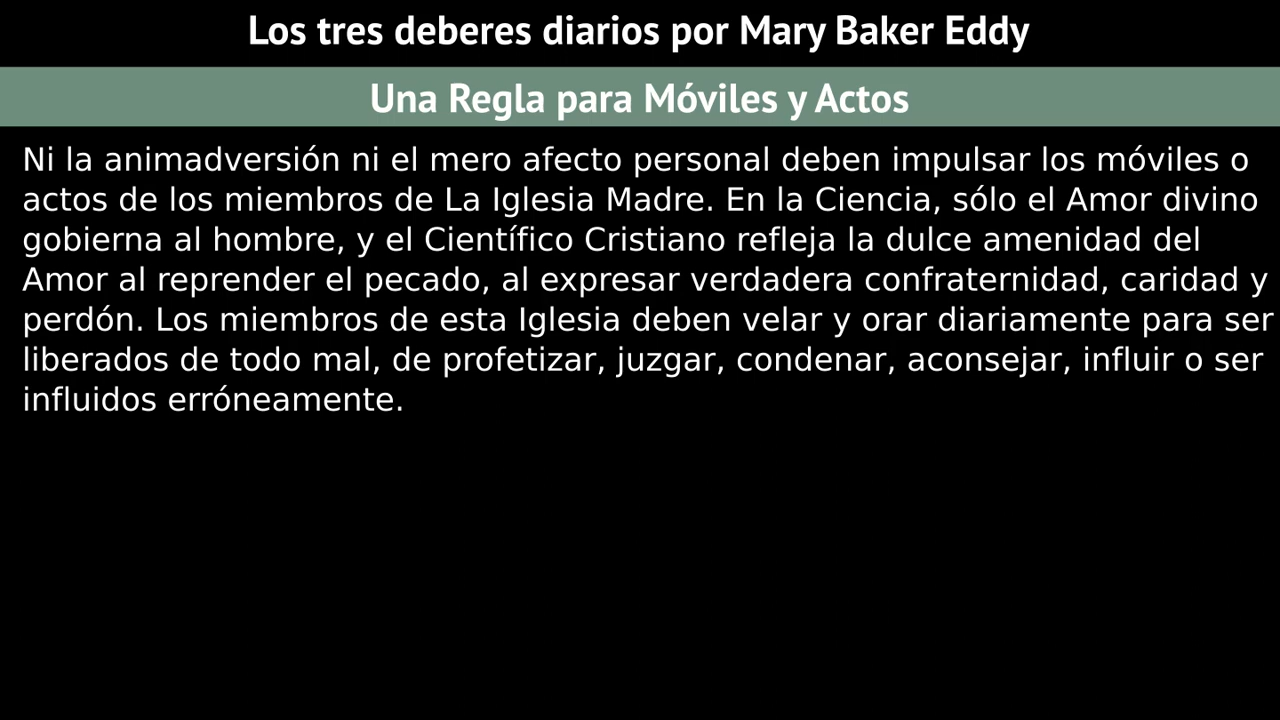 Los tres deberes diarios por Mary Baker Eddy
Una Regla para Móviles y Actos
Ni la animadversión ni el mero afecto personal deben impulsar los móviles o
actos de los miembros de La Iglesia Madre. En la Ciencia, sólo el Amor divino
gobierna al hombre, y el Científico Cristiano refleja la dulce amenidad del
Amor al reprender el pecado, al expresar verdadera confraternidad, caridad y
perdón. Los miembros de esta Iglesia deben velar y orar diariamente para ser
liberados de todo mal, de profetizar, juzgar, condenar, aconsejar, influir o ser
influidos erróneamente.